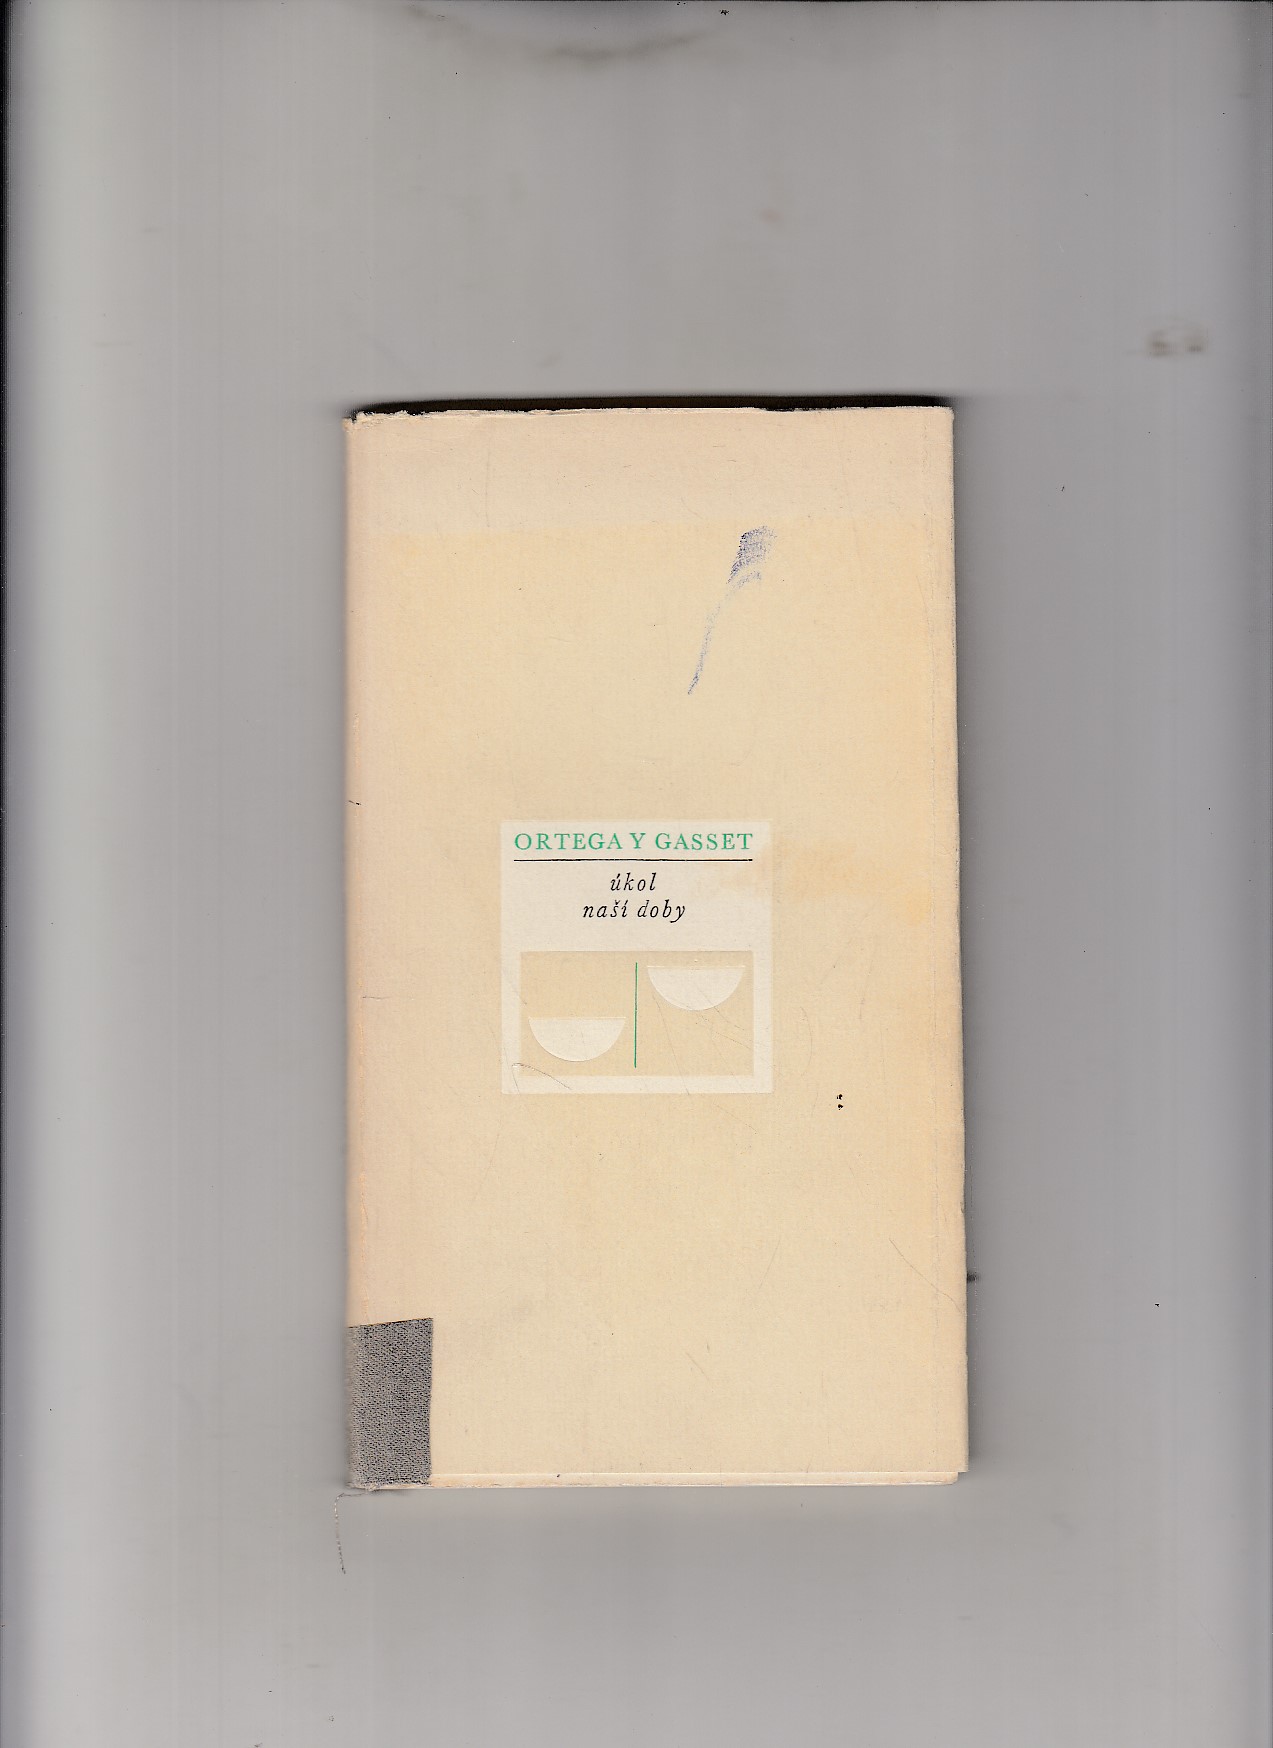 ORTEGA Y GASSET
úkol
naší doby